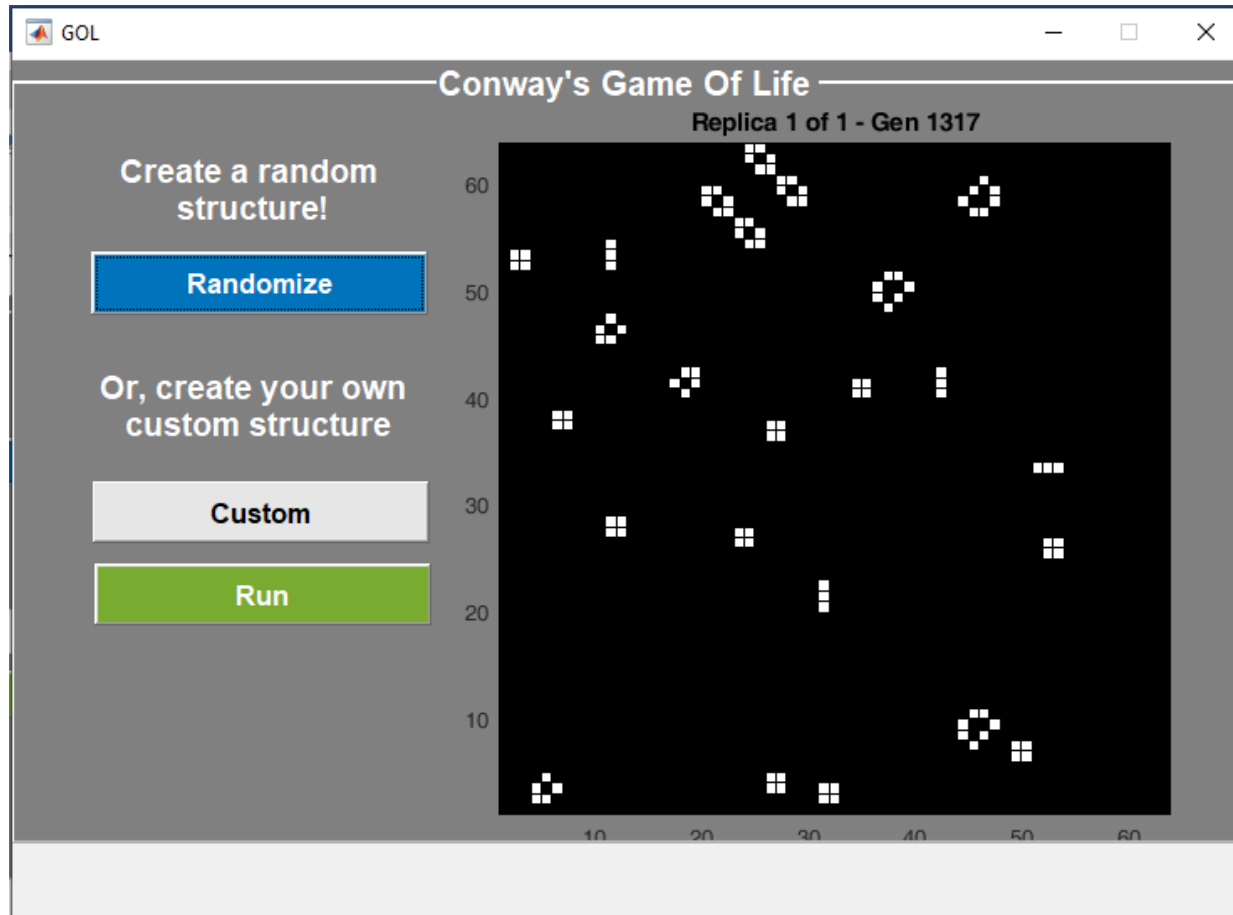 GOL
Conway's Game Of Life
Replica 1 of 1 - Gen 1317
Create a random
structure!
Randomize
Or, create your own
custom structure
Custom
Run
60
50
40
30
20
10
10 20 30 40 50 60